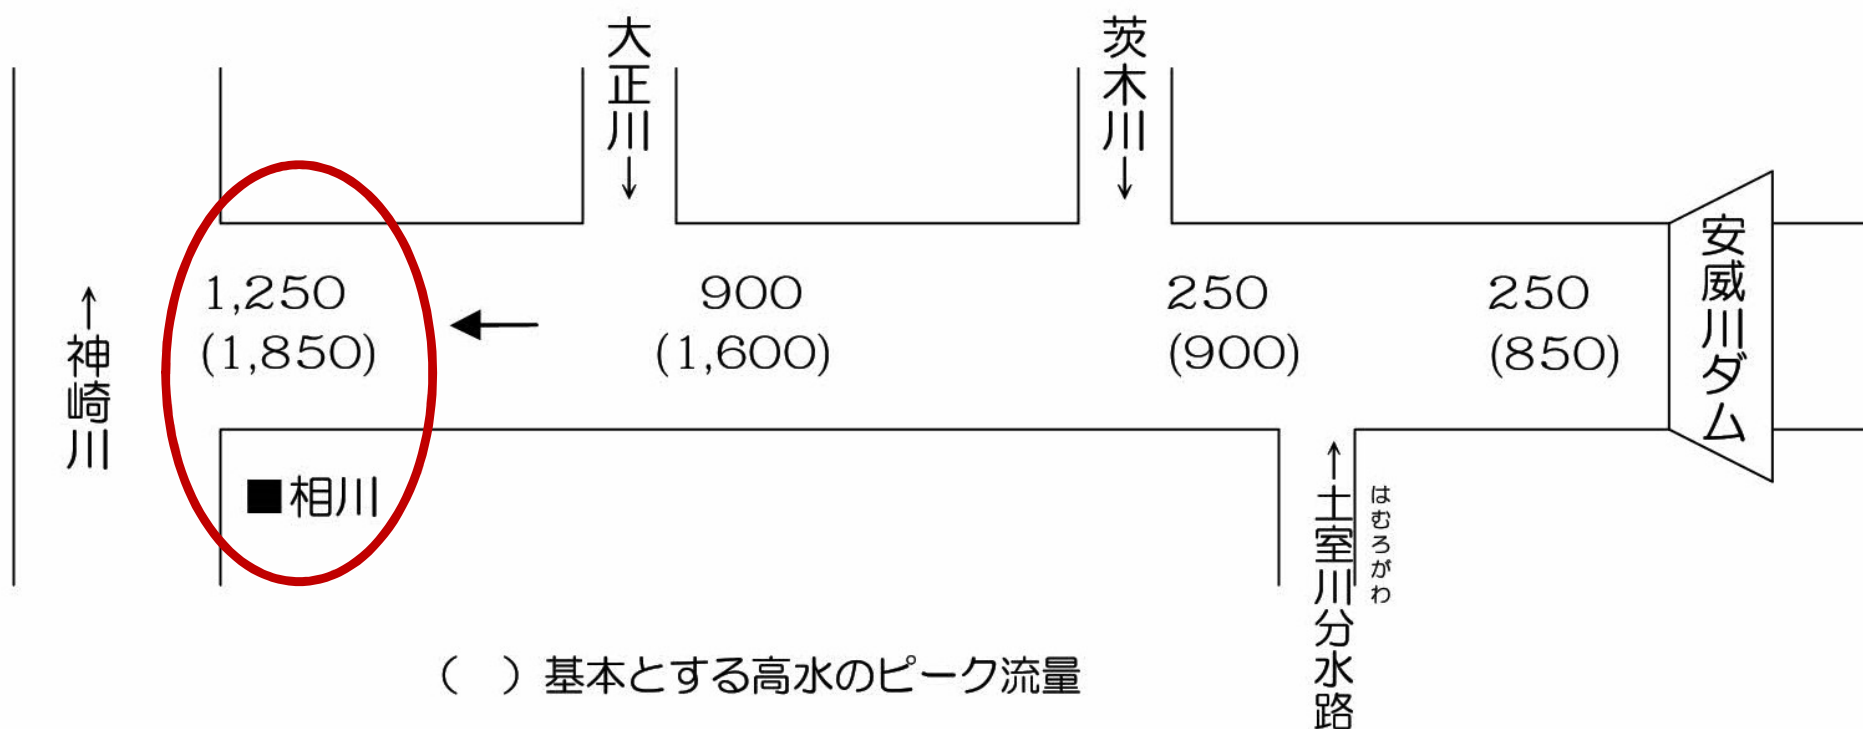 大正川↓
茨木川↓
1,250
(1,850)
←
900
(1,600)
250
(900)
250
(850)
安威川ダム
↑神崎川
■相川
↑土室川分水路
はむろがわ
（　）基本とする高水のピーク流量